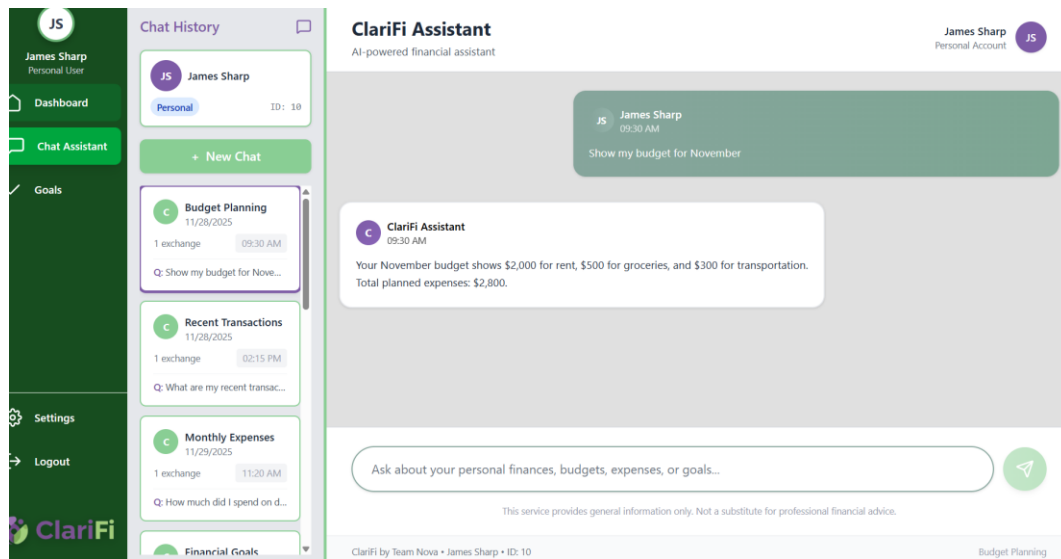 JS
James Sharp
Personal User
Dashboard
Chat Assistant
Goals
Settings
Logout
ClariFi
Chat History
JS
James Sharp
Personal
ID: 10
+ New Chat
C
Budget Planning
11/28/2025
1 exchange
09:30 AM
Q: Show my budget for Nove...
C
Recent Transactions
11/28/2025
1 exchange
02:15 PM
Q: What are my recent transac...
C
Monthly Expenses
11/29/2025
1 exchange
11:20 AM
Q: How much did I spend on d...
Financial Goals
ClariFi Assistant
AI-powered financial assistant
James Sharp
Personal Account
JS
JS
James Sharp
09:30 AM
Show my budget for November
C
ClariFi Assistant
09:30 AM
Your November budget shows $2,000 for rent, $500 for groceries, and $300 for transportation.
Total planned expenses: $2,800.
Ask about your personal finances, budgets, expenses, or goals...
This service provides general information only. Not a substitute for professional financial advice.
ClariFi by Team Nova • James Sharp • ID: 10
Budget Planning